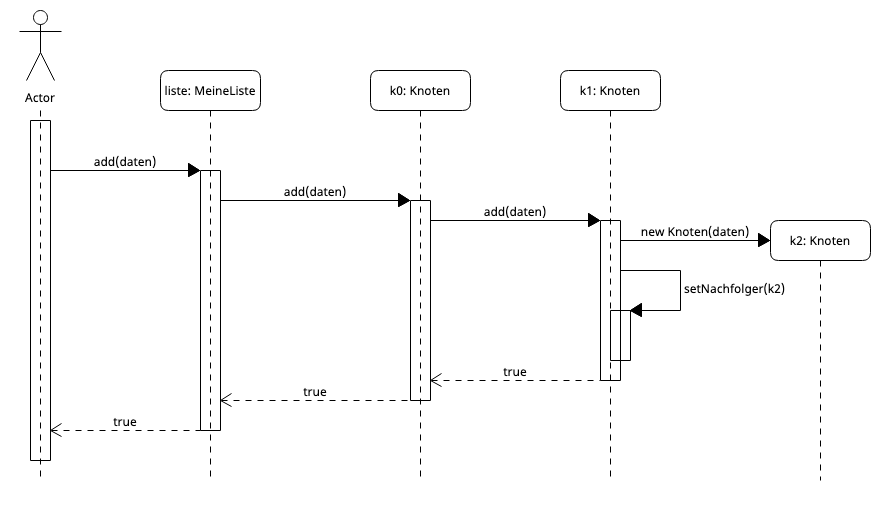 Actor
liste: MeineListe
k0: Knoten
k1: Knoten
add(daten)
add(daten)
add(daten)
new Knoten(daten)
k2: Knoten
setNachfolger(k2)
true
true
true